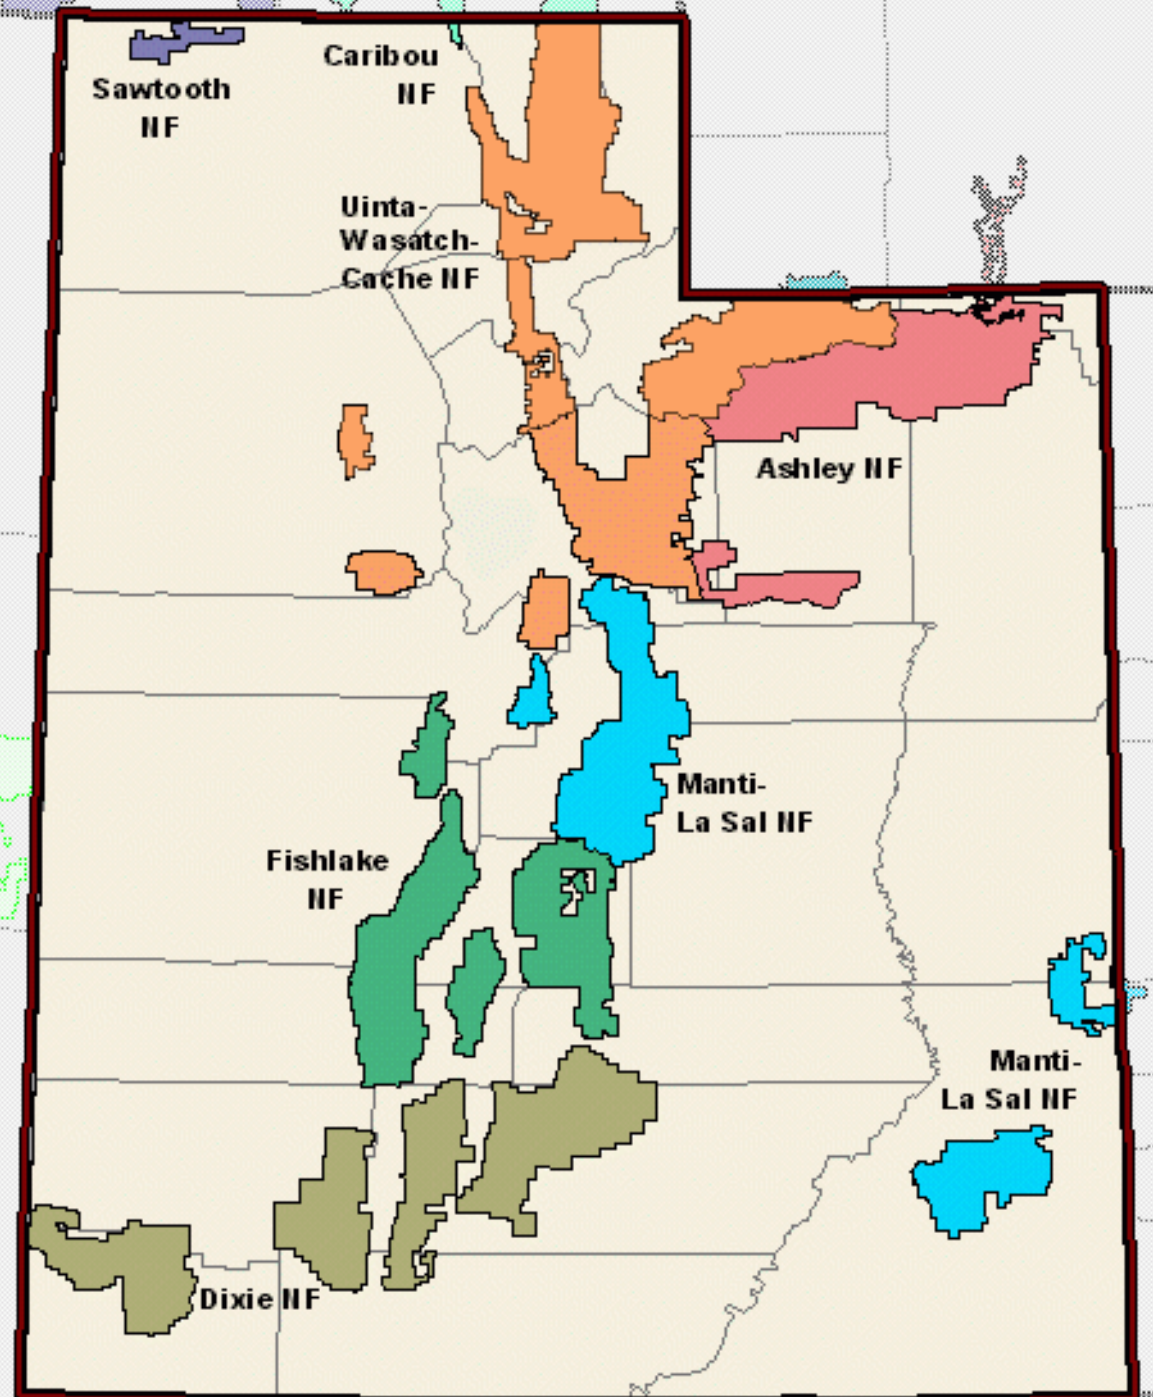 Caribou
NF
Sawtooth
NF
Uinta-
Wasatch-
Cache NF
Ashley NF
Manti-
La Sal NF
Fishlake
NF
Manti-
La Sal NF
Dixie NF